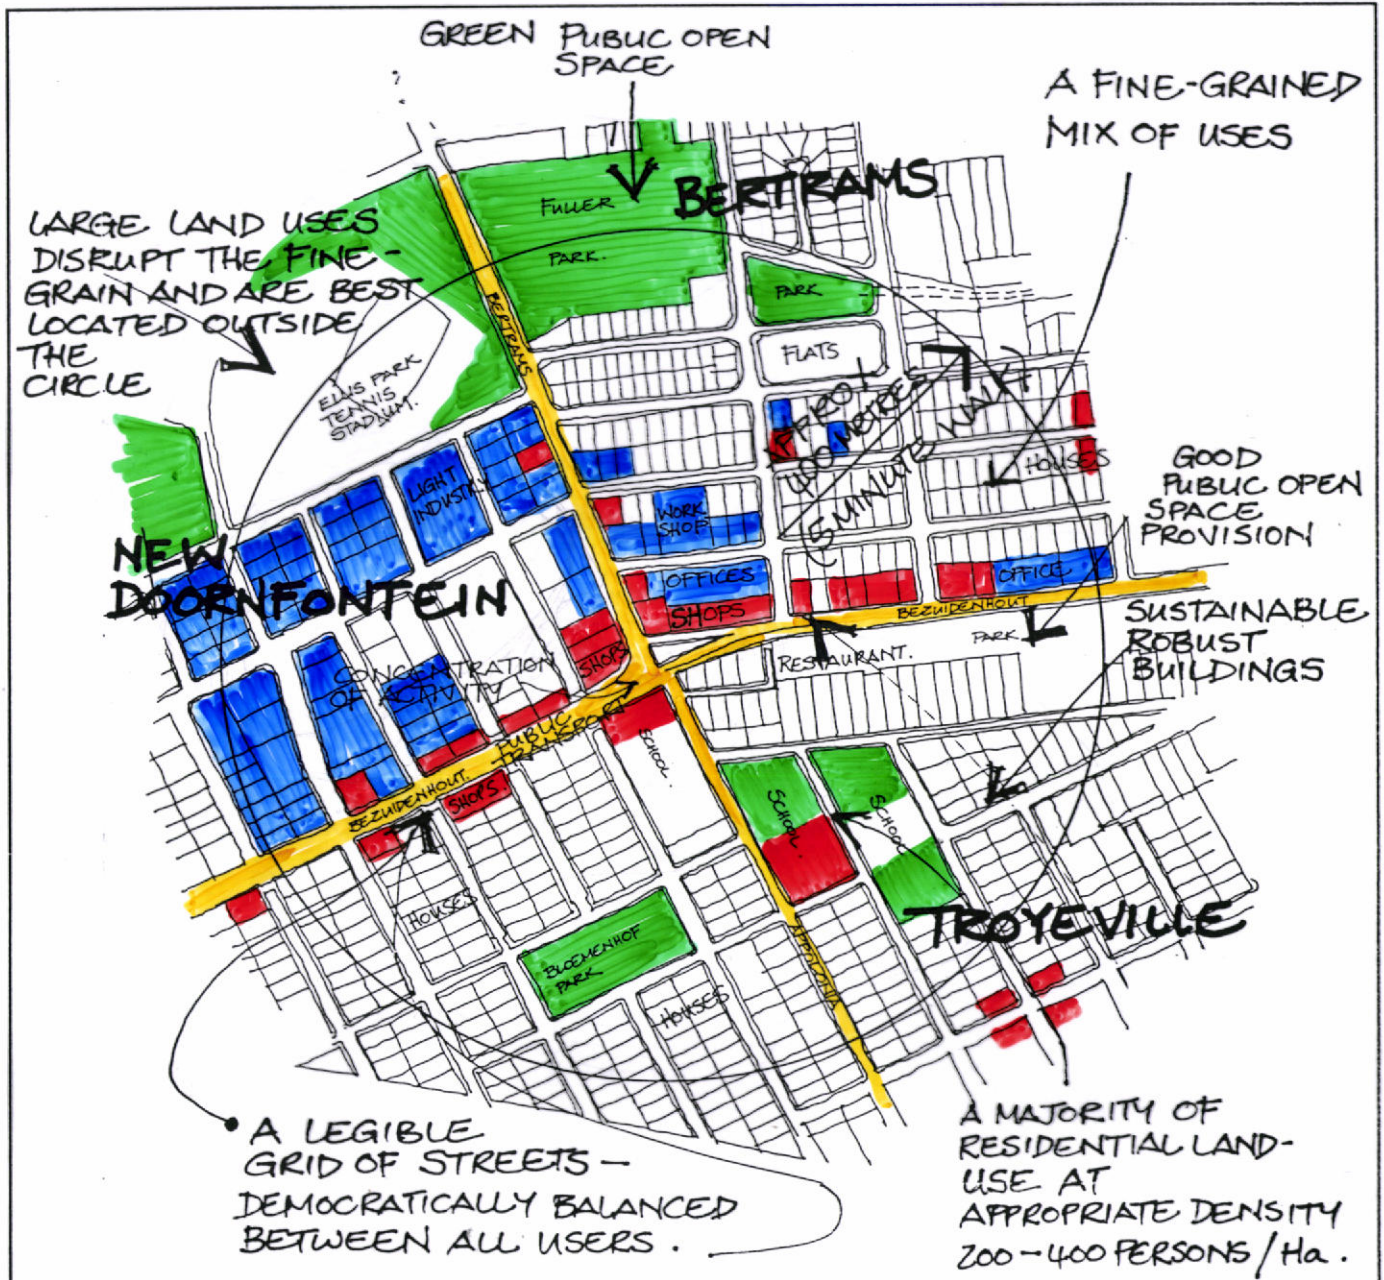 GREEN PUBLIC OPEN
SPACE
A FINE-GRAINED
MIX OF USES
LARGE LAND USES
DISRUPT THE FINE-
GRAIN AND ARE BEST
LOCATED OUTSIDE
THE
CIRCLE
FULLER
PARK.
BERTRAMS
PARK
FLATS
BERTRAMS
ELLIS PARK
TENNIS
STADIUM.
APPROX
400 METRES
(5 MINUTE WALK)
HOUSES
GOOD
PUBLIC OPEN
SPACE
PROVISION
LIGHT
INDUSTRY
WORK
SHOP
NEW
DOORNFONTEIN
OFFICES
SHOPS
OFFICE
BEZUIDENHOUT
PARK
RESTAURANT.
SUSTAINABLE
ROBUST
BUILDINGS
SHOPS
CONCENTRATION
OF ACTIVITY
PUBLIC
TRANSPORT
SCHOOL.
BEZUIDENHOUT.
SHOPS
SCHOOL.
SCHOOL
HOUSES
TROYEVILLE
BLOEMENHOF
PARK
HOUSES
APPOLONIA
A LEGIBLE
GRID OF STREETS –
DEMOCRATICALLY BALANCED
BETWEEN ALL USERS.
A MAJORITY OF
RESIDENTIAL LAND-
USE AT
APPROPRIATE DENSITY
200-400 PERSONS/Ha.